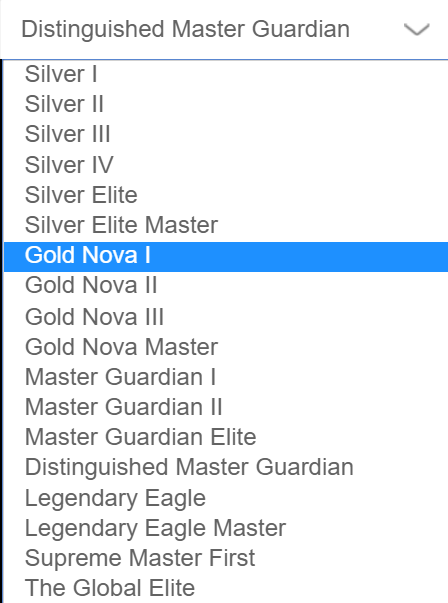 Distinguished Master Guardian
Silver I
Silver II
Silver III
Silver IV
Silver Elite
Silver Elite Master
Gold Nova I
Gold Nova II
Gold Nova III
Gold Nova Master
Master Guardian I
Master Guardian II
Master Guardian Elite
Distinguished Master Guardian
Legendary Eagle
Legendary Eagle Master
Supreme Master First
The Global Elite